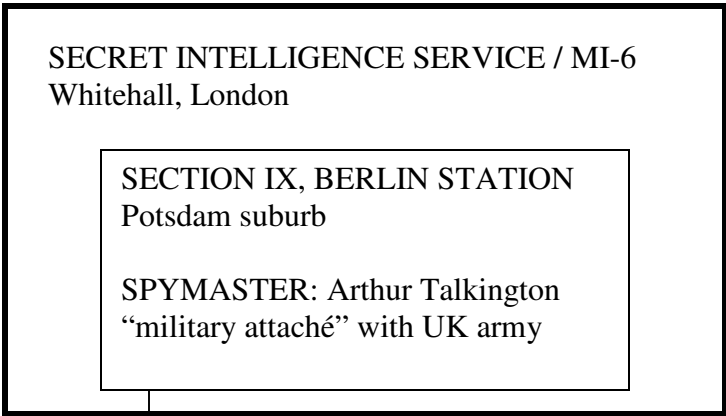 SECRET INTELLIGENCE SERVICE / MI-6
Whitehall, London
SECTION IX, BERLIN STATION
Potsdam suburb
SPYMASTER: Arthur Talkington
“military attaché” with UK army